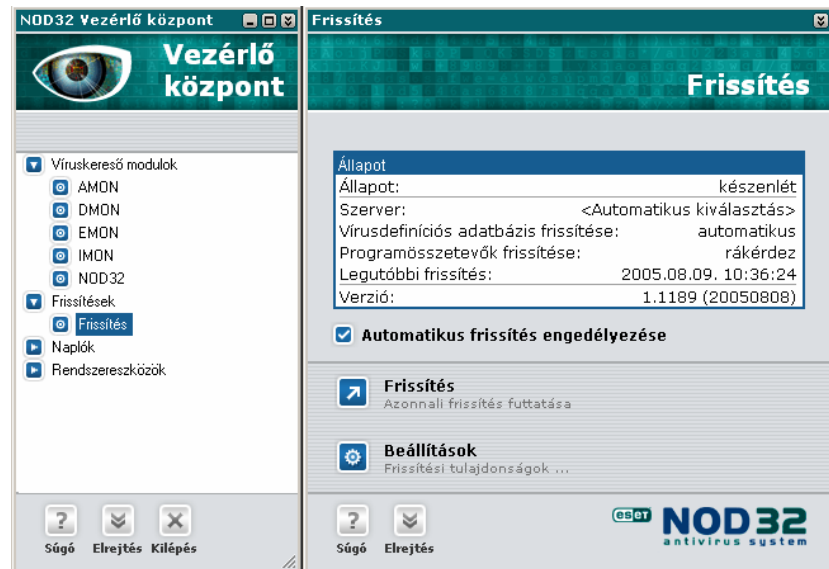 NOD32 Vezérlő központ
Vezérlő
központ
Víruskereső modulok
AMON
DMON
EMON
IMON
NOD32
Frissítések
Frissítés
Naplók
Rendszereszközök
Súgó Elrejtés Kilépés
Frissítés
Frissítés
Állapot
Állapot: készenlét
Szerver: <Automatikus kiválasztás>
Vírusdefiníciós adatbázis frissítése: automatikus
Programösszetevők frissítése: rákérdez
Legutóbbi frissítés: 2005.08.09. 10:36:24
Verzió: 1.1189 (20050808)
Automatikus frissítés engedélyezése
Frissítés
Azonnali frissítés futtatása
Beállítások
Frissítési tulajdonságok ...
Súgó Elrejtés
eset NOD32
antivirus system